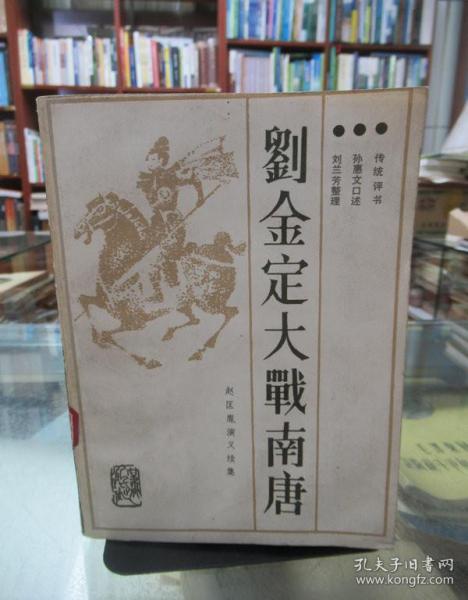 传统评书
孙惠文口述
刘兰芳整理
劉金定大戰南唐
赵匡胤演义续集
孔夫子旧书网
www.kongfz.com